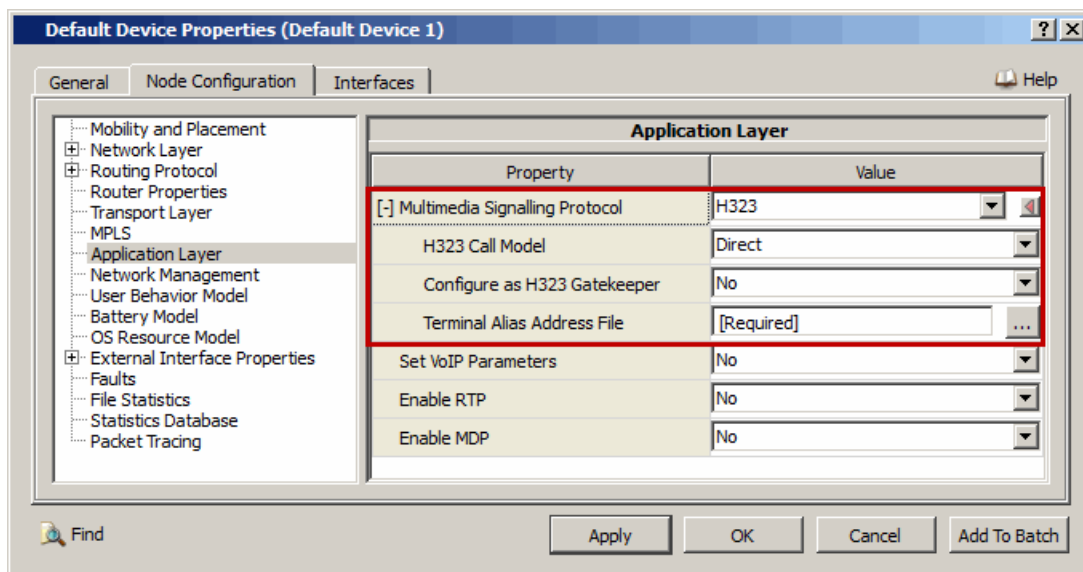 Default Device Properties (Default Device 1)
General
Node Configuration
Interfaces
Help
Mobility and Placement
Network Layer
Routing Protocol
Router Properties
Transport Layer
MPLS
Application Layer
Network Management
User Behavior Model
Battery Model
OS Resource Model
External Interface Properties
Faults
File Statistics
Statistics Database
Packet Tracing
Application Layer
Property Value
[-] Multimedia Signalling Protocol H323
H323 Call Model Direct
Configure as H323 Gatekeeper No
Terminal Alias Address File [Required] ...
Set VoIP Parameters No
Enable RTP No
Enable MDP No
Find
Apply
OK
Cancel
Add To Batch